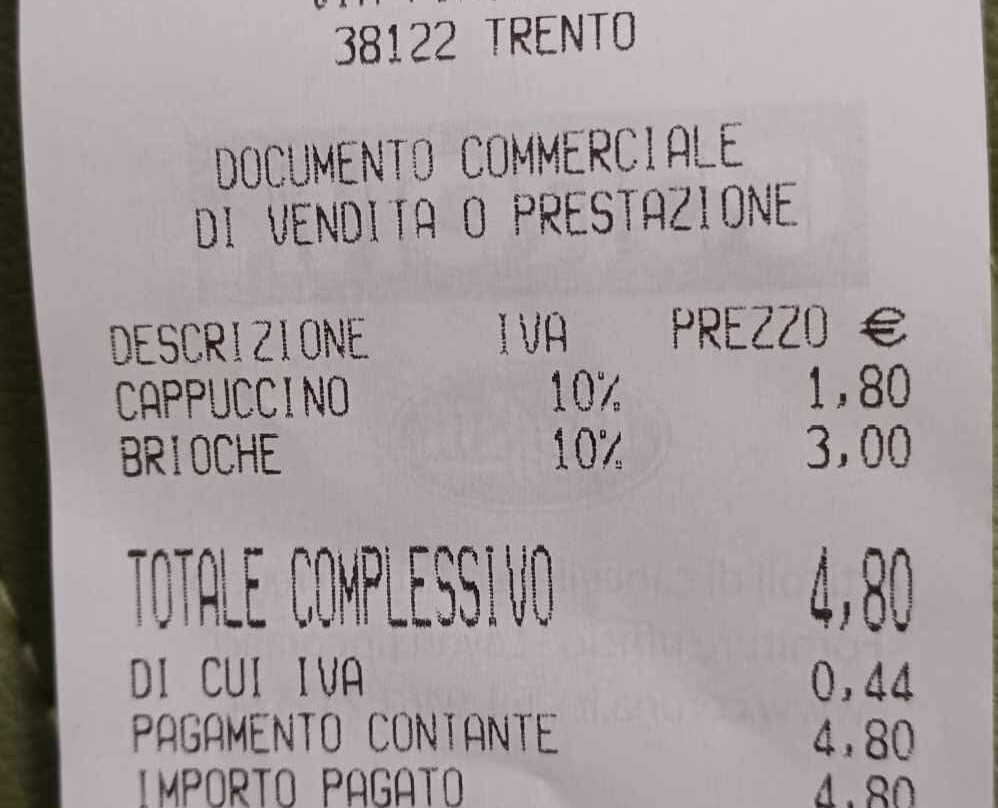 38122 TRENTO
DOCUMENTO COMMERCIALE
DI VENDITA O PRESTAZIONE
DESCRIZIONE IVA PREZZO €
CAPPUCCINO 10% 1,80
BRIOCHE 10% 3,00
TOTALE COMPLESSIVO 4,80
DI CUI IVA 0,44
PAGAMENTO CONTANTE 4,80
IMPORTO PAGATO 4,80